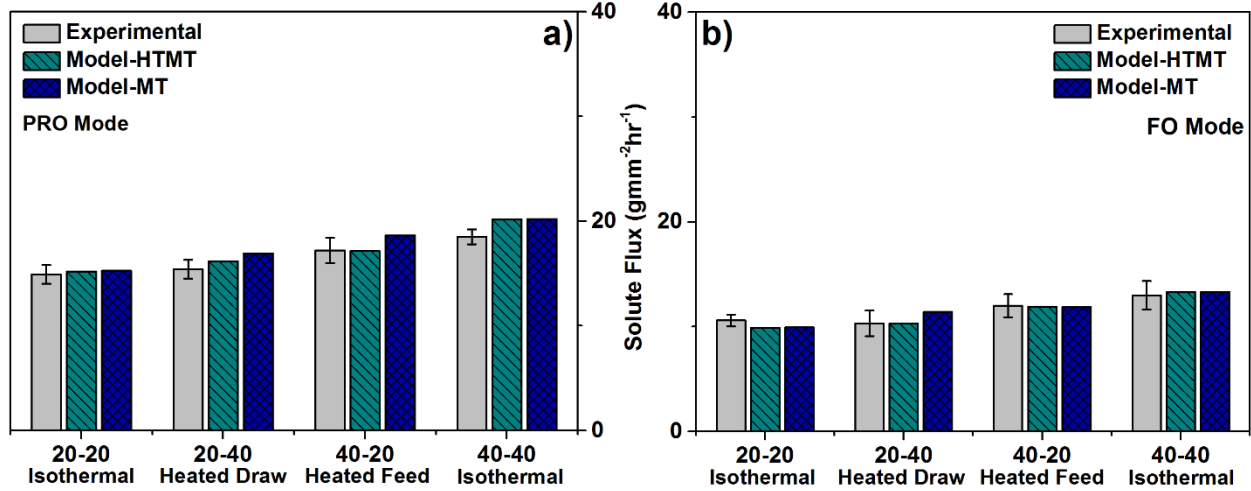 Experimental
Model-HTMT
Model-MT
PRO Mode
a)
40
20
0
20-20
Isothermal
20-40
Heated Draw
40-20
Heated Feed
40-40
Isothermal
Solute Flux (gmm⁻²hr⁻¹)
b)
Experimental
Model-HTMT
Model-MT
FO Mode
40
20
0
20-20
Isothermal
20-40
Heated Draw
40-20
Heated Feed
40-40
Isothermal